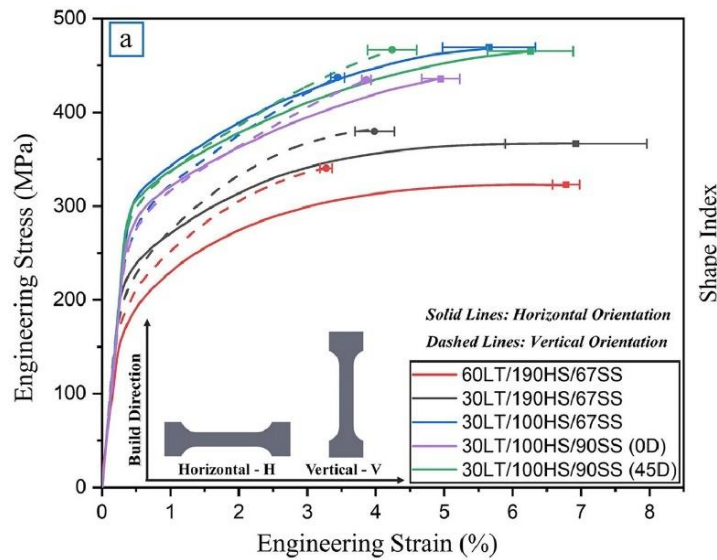 a
500
400
300
200
100
0
Engineering Stress (MPa)
Shape Index
Solid Lines: Horizontal Orientation
Dashed Lines: Vertical Orientation
60LT/190HS/67SS
30LT/190HS/67SS
30LT/100HS/67SS
30LT/100HS/90SS (0D)
30LT/100HS/90SS (45D)
Build Direction
Horizontal - H
Vertical - V
0 1 2 3 4 5 6 7 8
Engineering Strain (%)